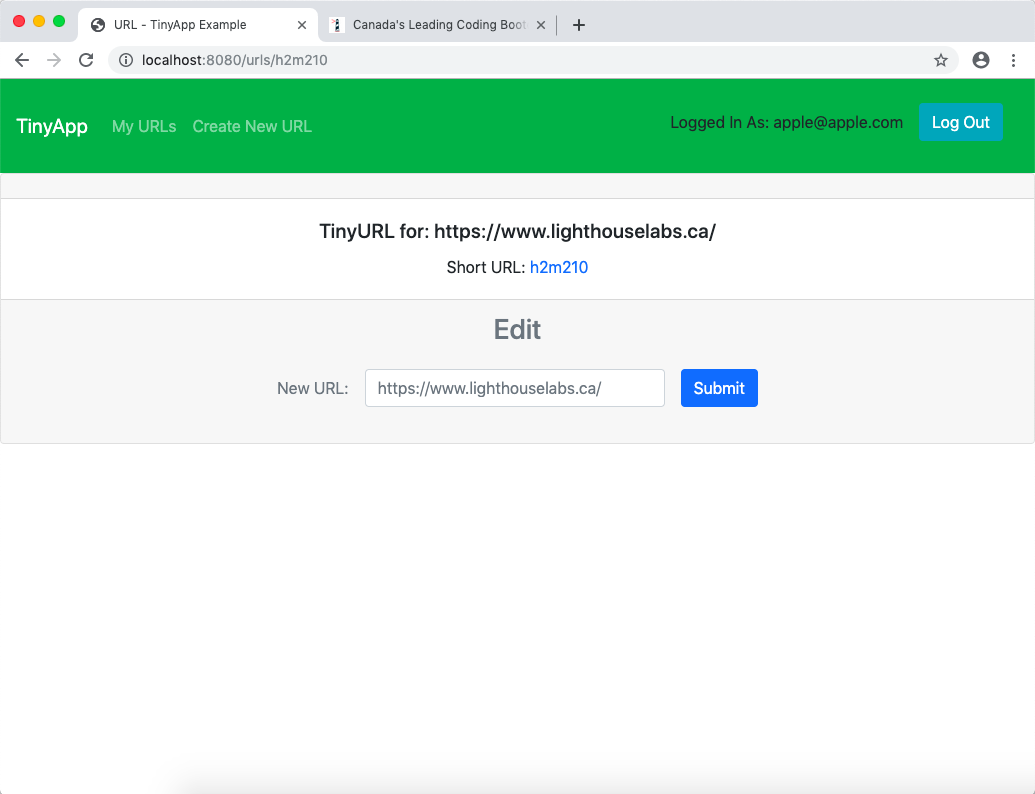 URL - TinyApp Example
Canada's Leading Coding Boot
localhost:8080/urls/h2m210
TinyApp My URLs Create New URL Logged In As: apple@apple.com Log Out
TinyURL for: https://www.lighthouselabs.ca/
Short URL: h2m210
Edit
New URL: https://www.lighthouselabs.ca/ Submit